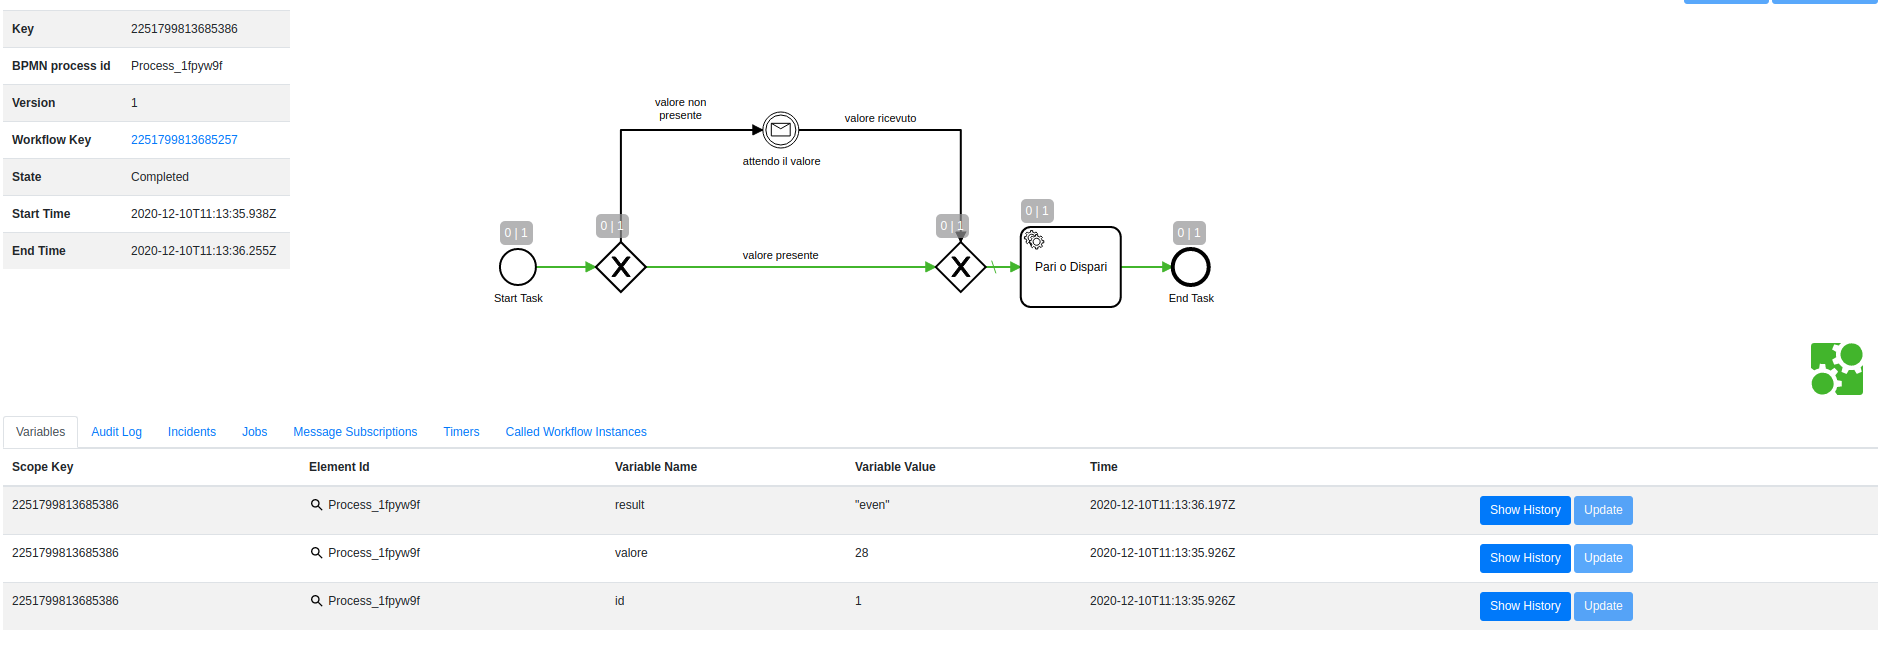 Key 2251799813685386
BPMN process id Process_1fpyw9f
Version 1
Workflow Key 2251799813685257
State Completed
Start Time 2020-12-10T11:13:35.938Z
End Time 2020-12-10T11:13:36.255Z
valore non
presente
valore ricevuto
attendo il valore
0 | 1
0 | 1
0 | 1
0 | 1
0 | 1
valore presente
Pari o Dispari
Start Task
End Task
Variables Audit Log Incidents Jobs Message Subscriptions Timers Called Workflow Instances
Scope Key Element Id Variable Name Variable Value Time
2251799813685386 Process_1fpyw9f result "even" 2020-12-10T11:13:36.197Z Show History Update
2251799813685386 Process_1fpyw9f valore 28 2020-12-10T11:13:35.926Z Show History Update
2251799813685386 Process_1fpyw9f id 1 2020-12-10T11:13:35.926Z Show History Update